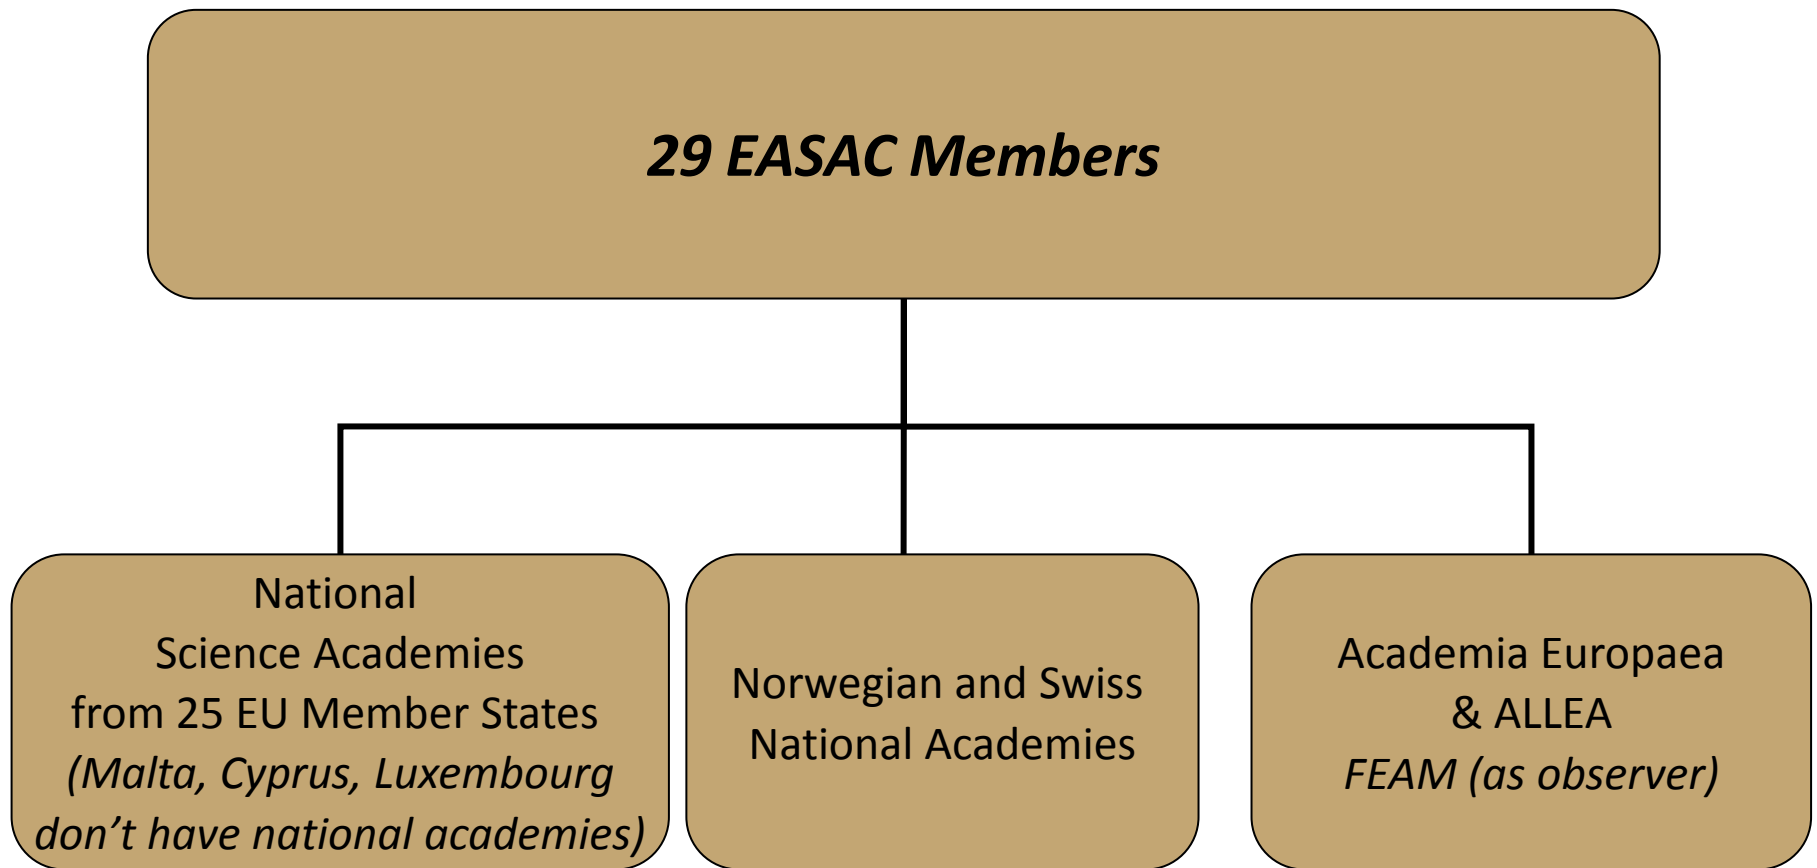 29 EASAC Members
National
Science Academies
from 25 EU Member States
(Malta, Cyprus, Luxembourg
don’t have national academies)
Norwegian and Swiss
National Academies
Academia Europaea
& ALLEA
FEAM (as observer)